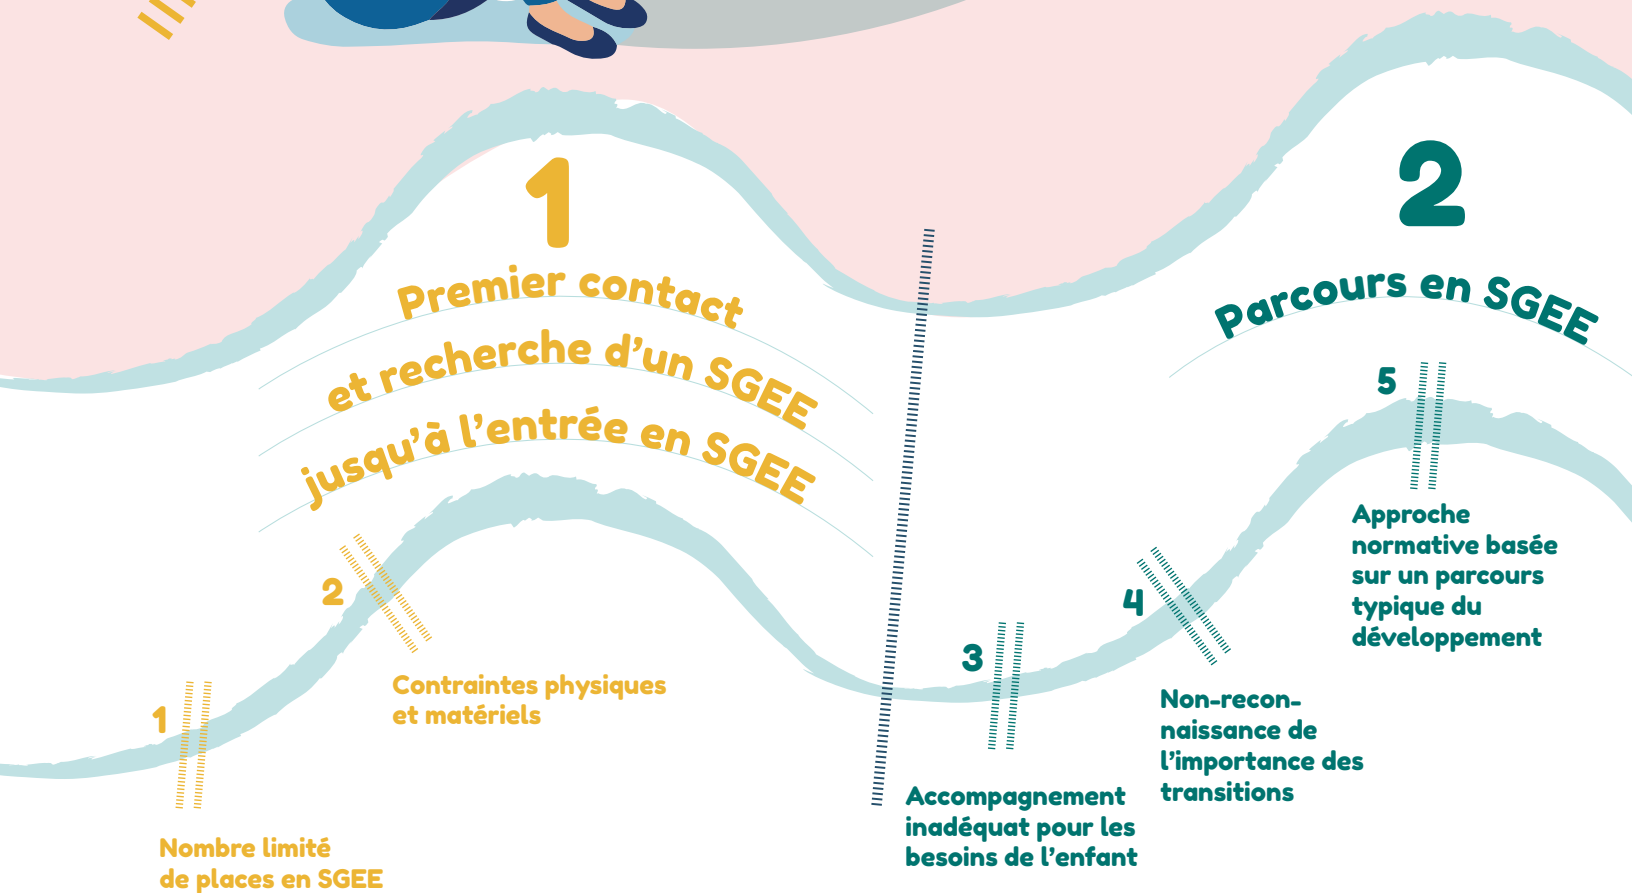 1
Premier contact
et recherche d'un SGEE
jusqu'à l'entrée en SGEE
1
Nombre limité
de places en SGEE
2
Contraintes physiques
et matériels
2
Parcours en SGEE
3
Accompagnement
inadéquat pour les
besoins de l'enfant
4
Non-recon-
naissance de
l'importance des
transitions
5
Approche
normative basée
sur un parcours
typique du
développement